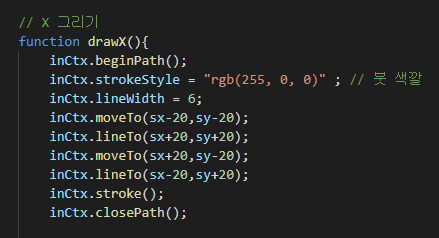 // X 그리기
function drawX(){
inCtx.beginPath();
inCtx.strokeStyle = "rgb(255, 0, 0)" ; // 붓 색깔
inCtx.lineWidth = 6;
inCtx.moveTo(sx-20,sy-20);
inCtx.lineTo(sx+20,sy+20);
inCtx.moveTo(sx+20,sy-20);
inCtx.lineTo(sx-20,sy+20);
inCtx.stroke();
inCtx.closePath();